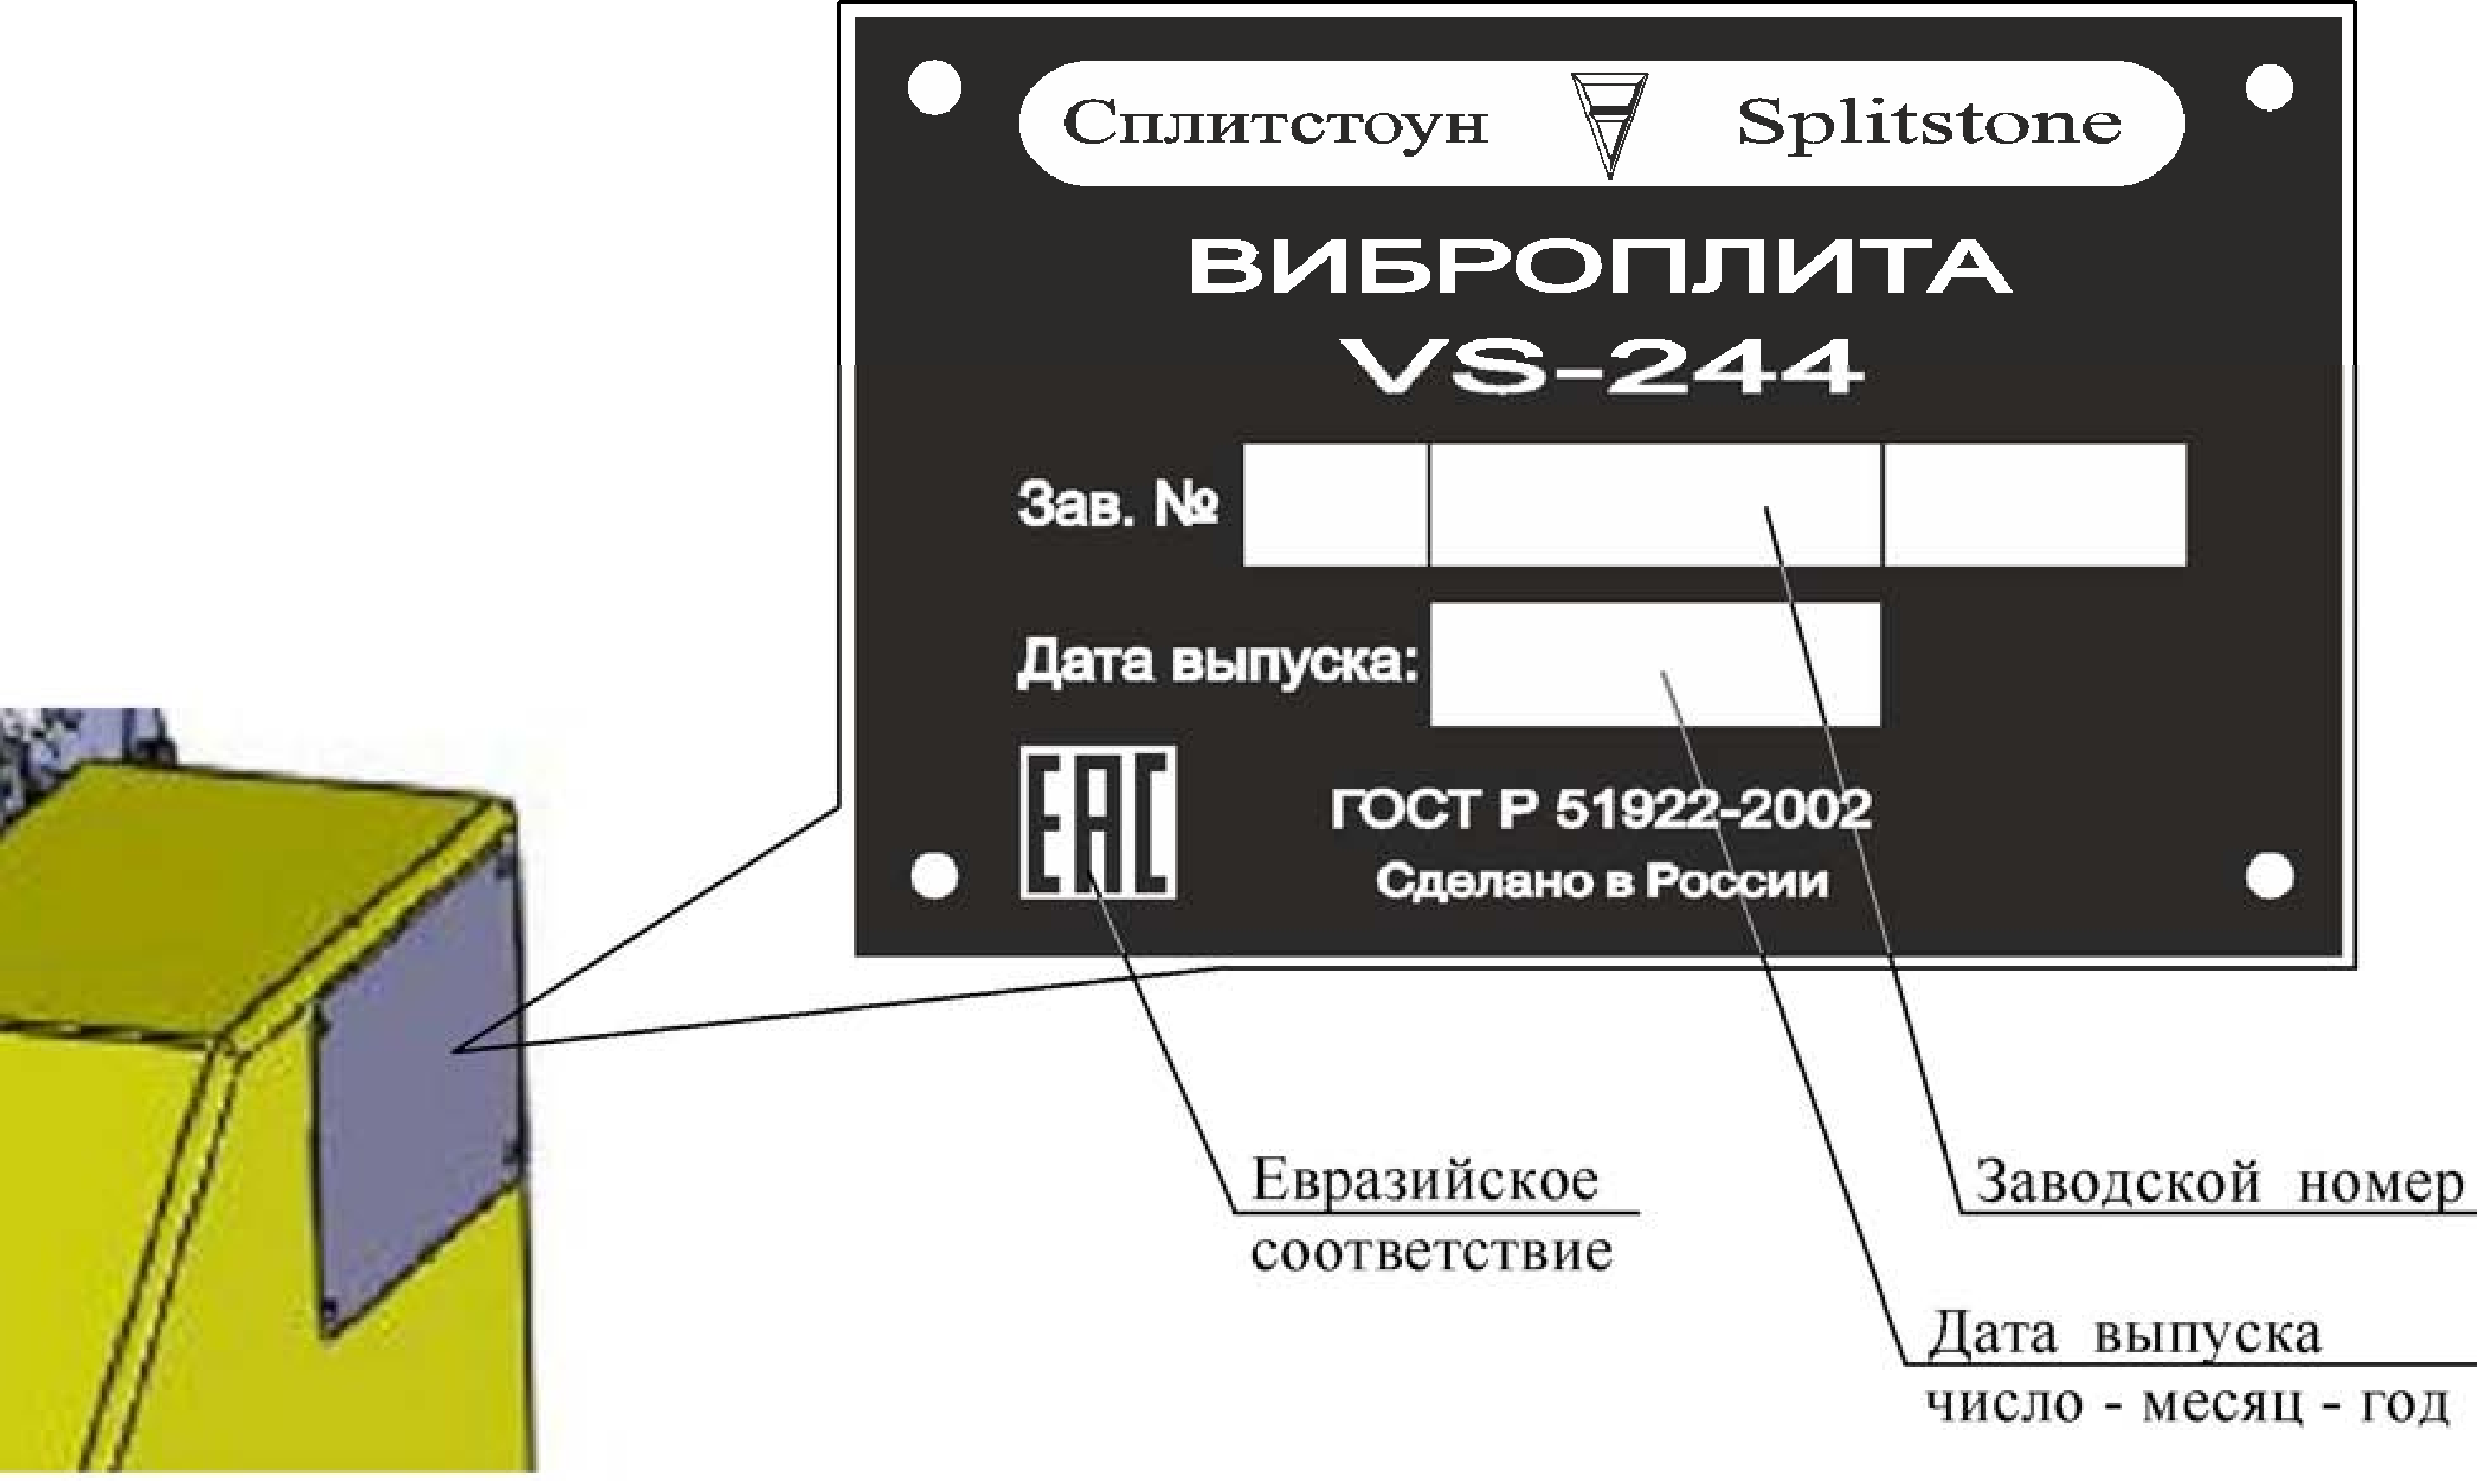 Сплитстоун Splitstone
ВИБРОПЛИТА
VS-244
Зав. №
Дата выпуска:
ЕАС
ГОСТ Р 51922-2002
Сделано в России
Евразийское
соответствие
Заводской номер
Дата выпуска
число - месяц - год